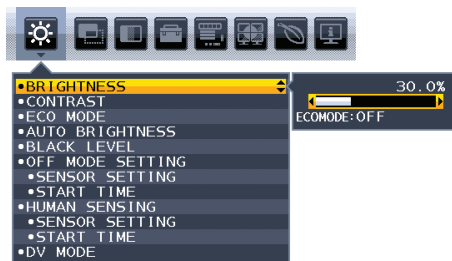 •BRIGHTNESS
•CONTRAST
•ECO MODE
•AUTO BRIGHTNESS
•BLACK LEVEL
•OFF MODE SETTING
•SENSOR SETTING
•START TIME
•HUMAN SENSING
•SENSOR SETTING
•START TIME
•DV MODE
30.0%
ECOMODE:OFF